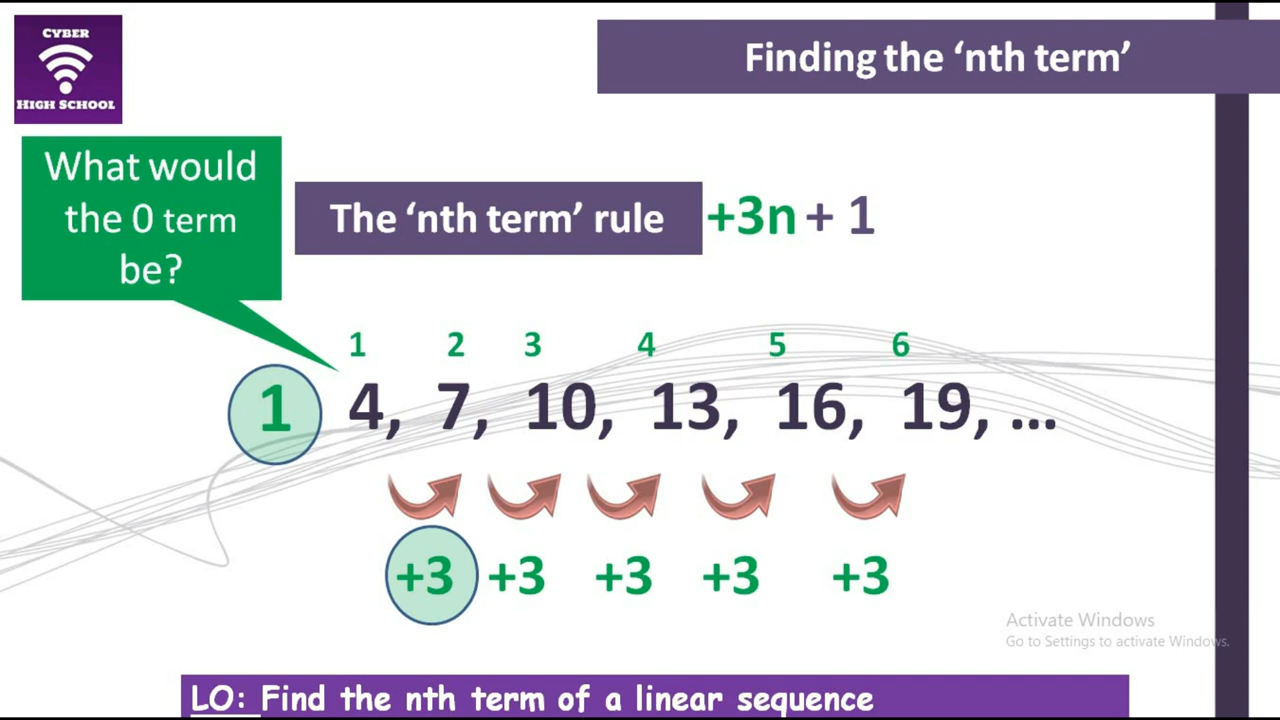 CYBER
HIGH SCHOOL
Finding the ‘nth term’
What would
the 0 term
be?
The ‘nth term’ rule
+3n + 1
1 2 3 4 5 6
1
4, 7, 10, 13, 16, 19, ...
+3 +3 +3 +3 +3
Activate Windows
Go to Settings to activate Windows.
LO: Find the nth term of a linear sequence